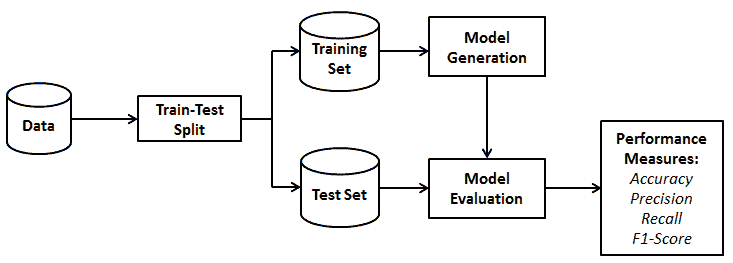 Data
Train-Test
Split
Training
Set
Model
Generation
Test Set
Model
Evaluation
Performance
Measures:
Accuracy
Precision
Recall
F1-Score